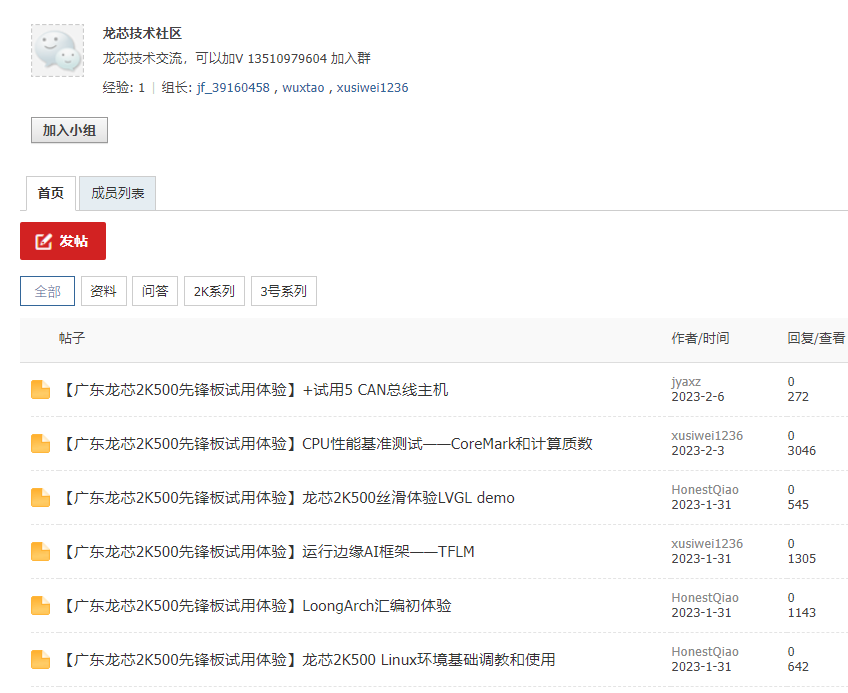 龙芯技术社区
龙芯技术交流，可以加V 13510979604 加入群
经验: 1 | 组长: jf_39160458 , wuxtao , xusiwei1236
加入小组
首页 成员列表
发帖
全部 资料 问答 2K系列 3号系列
帖子 作者/时间 回复/查看
【广东龙芯2K500先锋板试用体验】+试用5 CAN总线主机 jyaxz 0
2023-2-6 272
【广东龙芯2K500先锋板试用体验】CPU性能基准测试——CoreMark和计算质数 xusiwei1236 0
2023-2-3 3046
【广东龙芯2K500先锋板试用体验】龙芯2K500丝滑体验LVGL demo HonestQiao 0
2023-1-31 545
【广东龙芯2K500先锋板试用体验】运行边缘AI框架——TFLM xusiwei1236 0
2023-1-31 1305
【广东龙芯2K500先锋板试用体验】LoongArch汇编初体验 HonestQiao 0
2023-1-31 1143
【广东龙芯2K500先锋板试用体验】龙芯2K500 Linux环境基础调教和使用 HonestQiao 0
2023-1-31 642